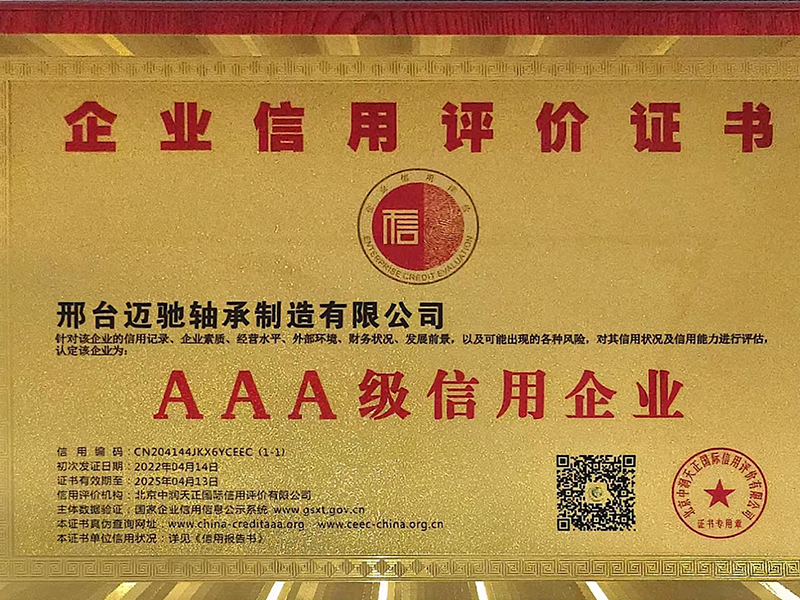 企业信用评价证书
企业信用评价
信
ENTERPRISE CREDIT EVALUATION
邢台迈驰轴承制造有限公司
针对该企业的信用记录、企业素质、经营水平、外部环境、财务状况、发展前景，以及可能出现的各种风险，对其信用状况及信用能力进行评估，
认定该企业为：
AAA级信用企业
信用编码：CN204144JKX6YCEEC (1-1)
初次发证日期：2022年04月14日
证书有效期至：2025年04月13日
信用评价机构：北京中润天正国际信用评价有限公司
主体数据验证：国家企业信用信息公示系统 www.gsxt.gov.cn
本证书真伪查询网址：www.china-creditaaa.org www.ceec-china.org.cn
本证书单位信用状况：详见《信用报告书》
北京中润天正国际信用评价有限公司
证书专用章